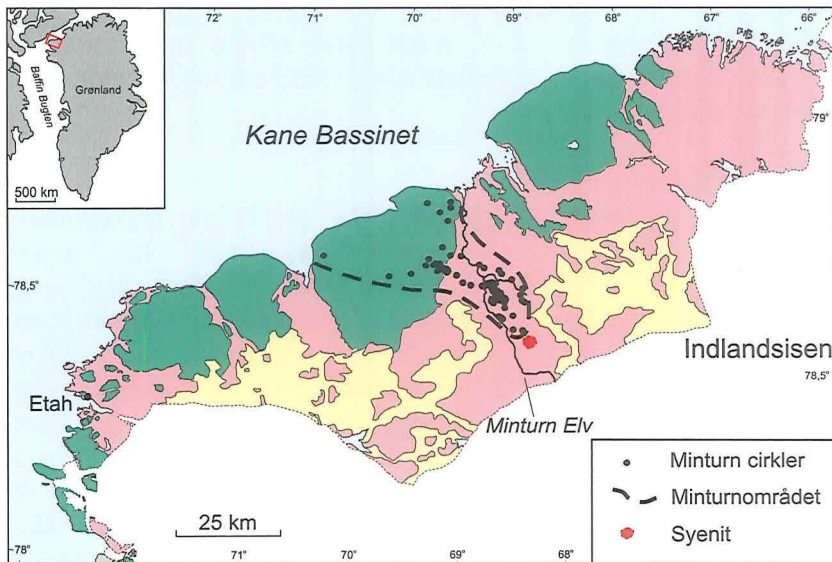 72°
71°
70°
69°
68°
67°
66°
Baffin Bugten
Grønland
500 km
79°
Kane Bassinet
78,5°
Indlandsisen
78,5°
Etah
Minturn Elv
25 km
Minturn cirkler
Minturnområdet
Syenit
78°
71°
70°
69°
68°